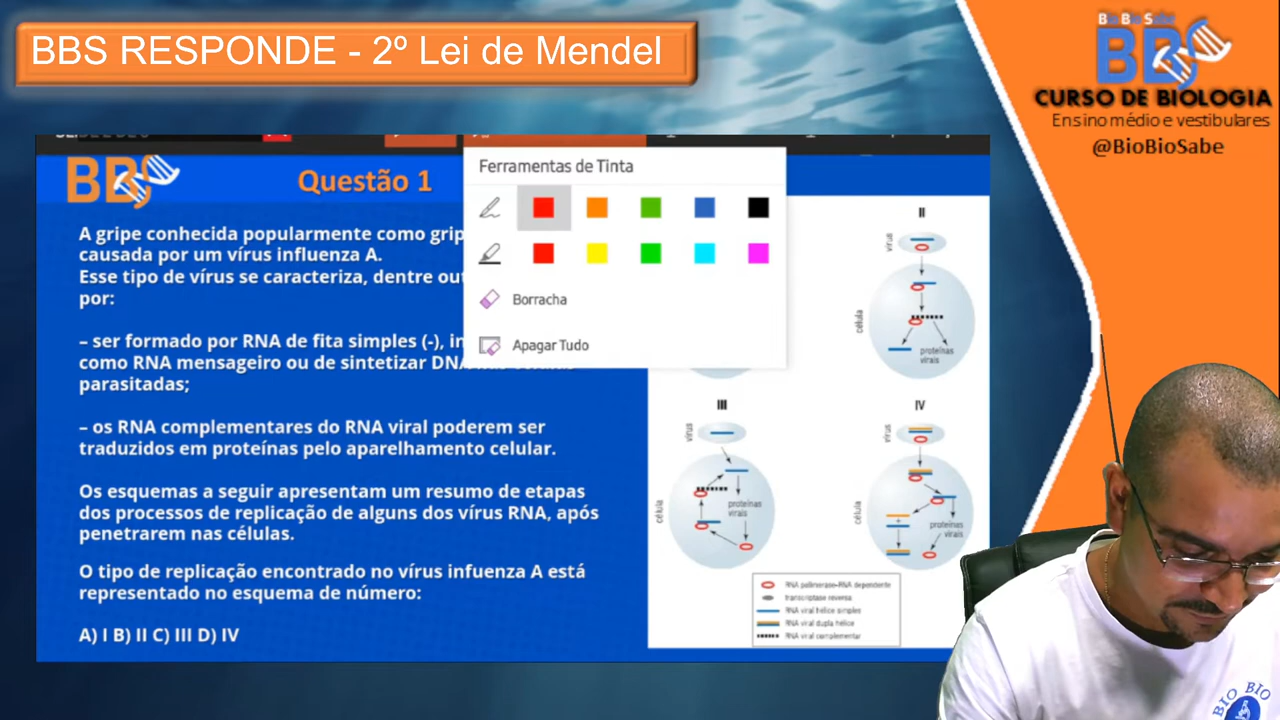 BBS RESPONDE - 2º Lei de Mendel
Bio Bio Sabe
BBS
CURSO DE BIOLOGIA
Ensino médio e vestibulares
@BioBioSabe
BBS
Questão 1
Ferramentas de Tinta
Borracha
Apagar Tudo
A gripe conhecida popularmente como
causada por um vírus influenza A.
Esse tipo de vírus se caracteriza, dentre
por:
– ser formado por RNA de fita simples (-),
como RNA mensageiro ou de sintetizar
parasitadas;
– os RNA complementares do RNA viral poderem ser
traduzidos em proteínas pelo aparelhamento celular.
Os esquemas a seguir apresentam um resumo de etapas
dos processos de replicação de alguns dos vírus RNA, após
penetrarem nas células.
O tipo de replicação encontrado no vírus infuenza A está
representado no esquema de número:
A) I B) II C) III D) IV
II
vírus
célula
proteínas
virais
III
vírus
célula
proteínas
virais
IV
vírus
célula
proteínas
virais
RNA polimerase-RNA dependente
transcriptase reversa
RNA viral hélice simples
RNA viral dupla hélice
RNA viral complementar
BIO BIO